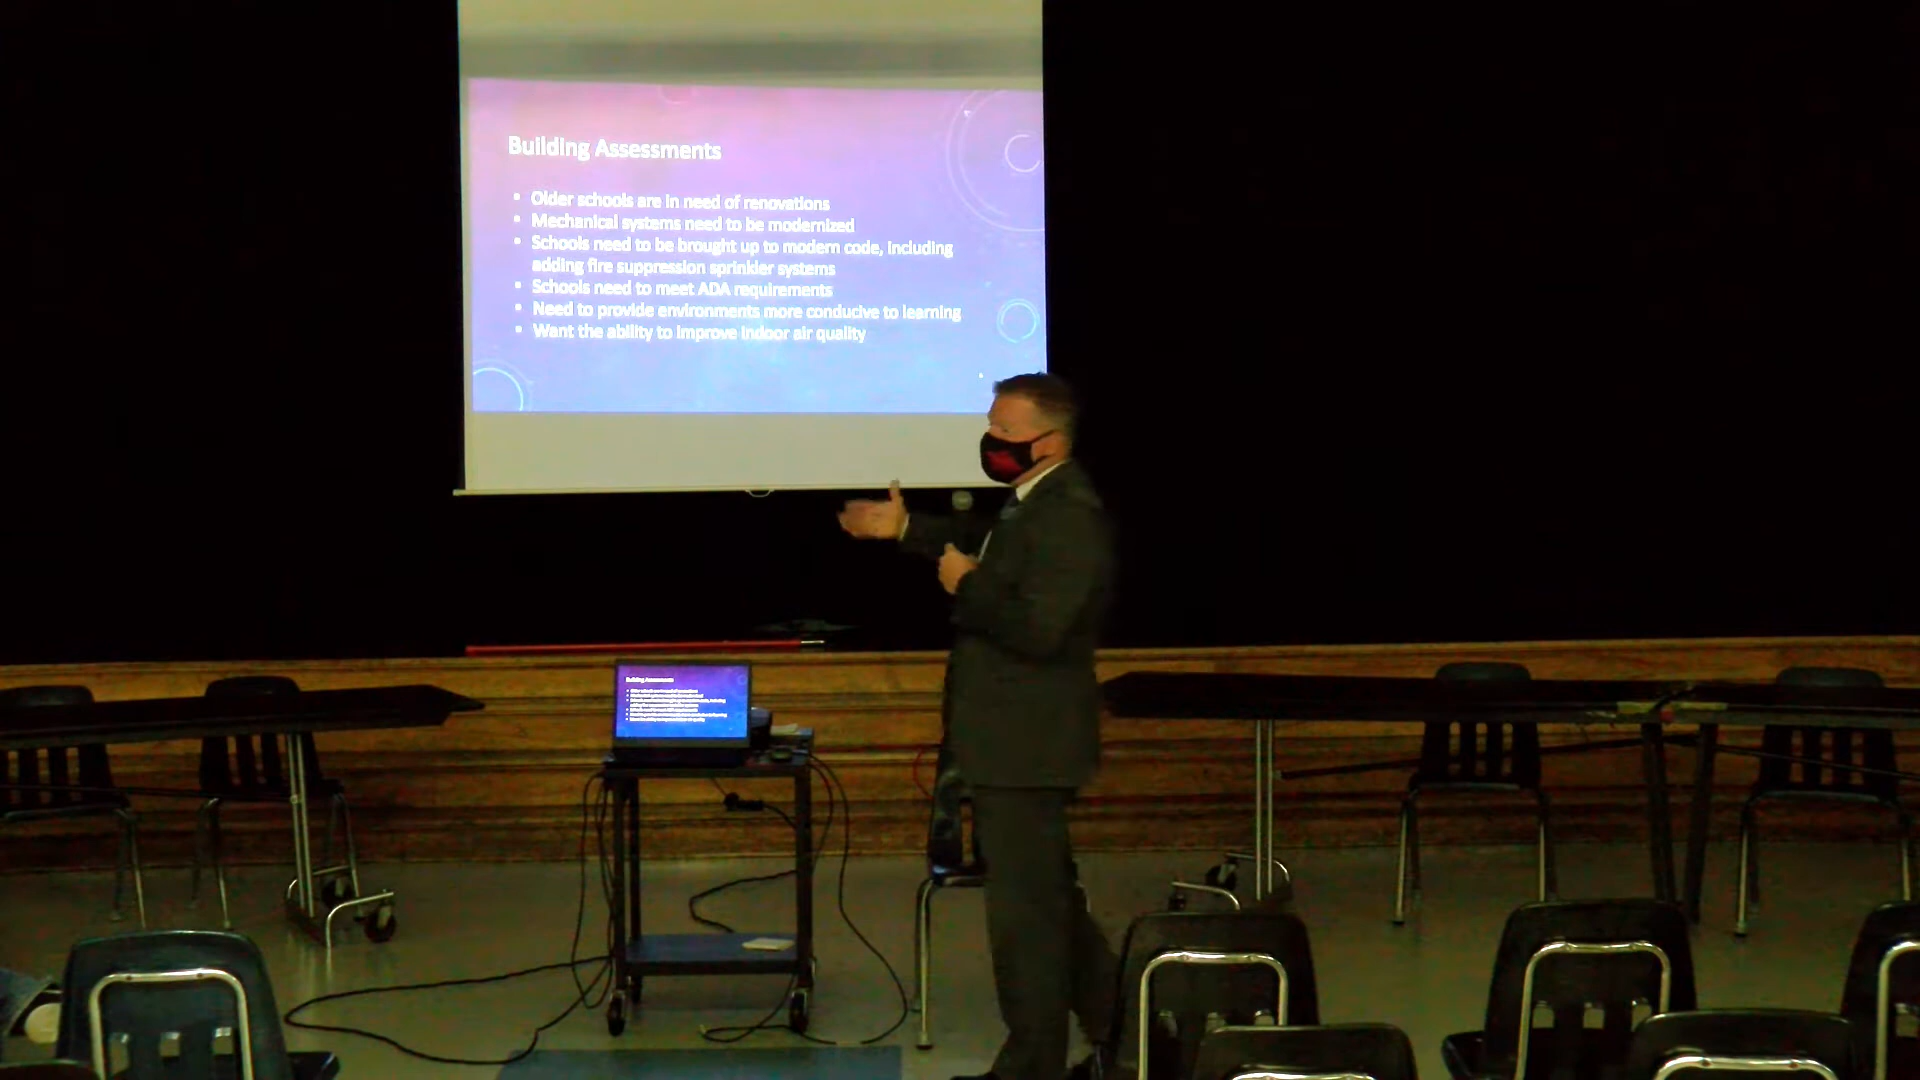 Building Assessments
• Older schools are in need of renovations
• Mechanical systems need to be modernized
• Schools need to be brought up to modern code, including
adding fire suppression sprinkler systems
• Schools need to meet ADA requirements
• Need to provide environments more conducive to learning
• Want the ability to improve indoor air quality
Building Assessments